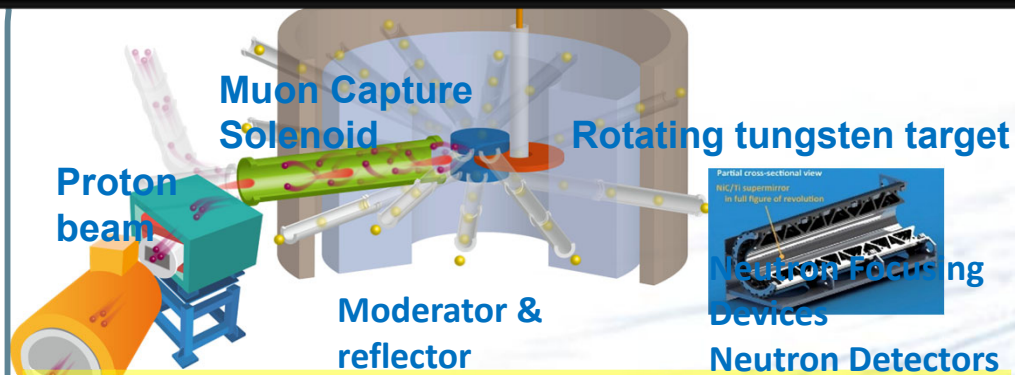 Muon Capture
Solenoid
Rotating tungsten target
Proton
beam
Partial cross-sectional view
NiC/Ti supermirror
in full figure of revolution
Neutron Focusing
Devices
Moderator &
reflector
Neutron Detectors